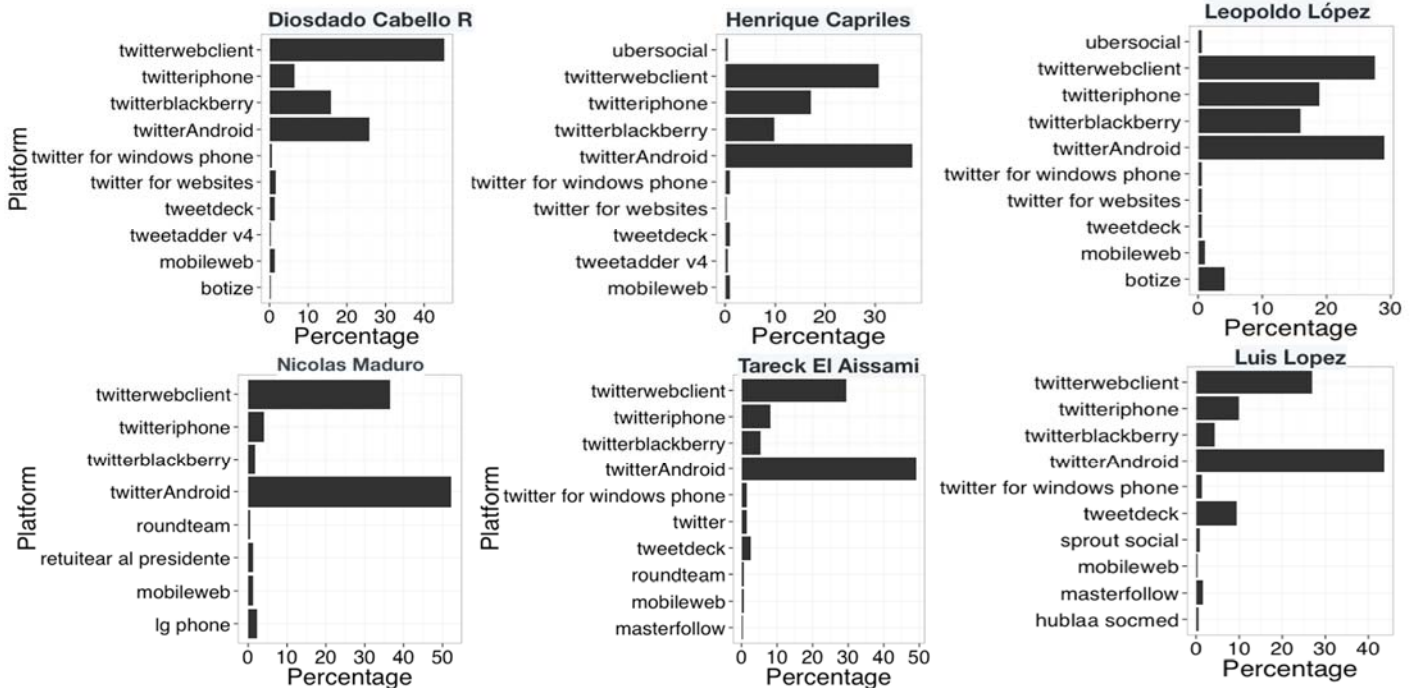 Diosdado Cabello R
twitterwebclient
twitteriphone
twitterblackberry
twitterAndroid
twitter for windows phone
twitter for websites
tweetdeck
tweetadder v4
mobileweb
botize
Platform
0 10 20 30 40
Percentage
Henrique Capriles
ubersocial
twitterwebclient
twitteriphone
twitterblackberry
twitterAndroid
twitter for windows phone
twitter for websites
tweetdeck
tweetadder v4
mobileweb
0 10 20 30
Percentage
Leopoldo López
ubersocial
twitterwebclient
twitteriphone
twitterblackberry
twitterAndroid
twitter for windows phone
twitter for websites
tweetdeck
mobileweb
botize
0 10 20 30
Percentage
Nicolas Maduro
twitterwebclient
twitteriphone
twitterblackberry
twitterAndroid
roundteam
retuitear al presidente
mobileweb
lg phone
Platform
0 10 20 30 40 50
Percentage
Tareck El Aissami
twitterwebclient
twitteriphone
twitterblackberry
twitterAndroid
twitter for windows phone
twitter
tweetdeck
roundteam
mobileweb
masterfollow
Platform
0 10 20 30 40 50
Percentage
Luis Lopez
twitterwebclient
twitteriphone
twitterblackberry
twitterAndroid
twitter for windows phone
tweetdeck
sprout social
mobileweb
masterfollow
hublaa socmed
0 10 20 30 40
Percentage